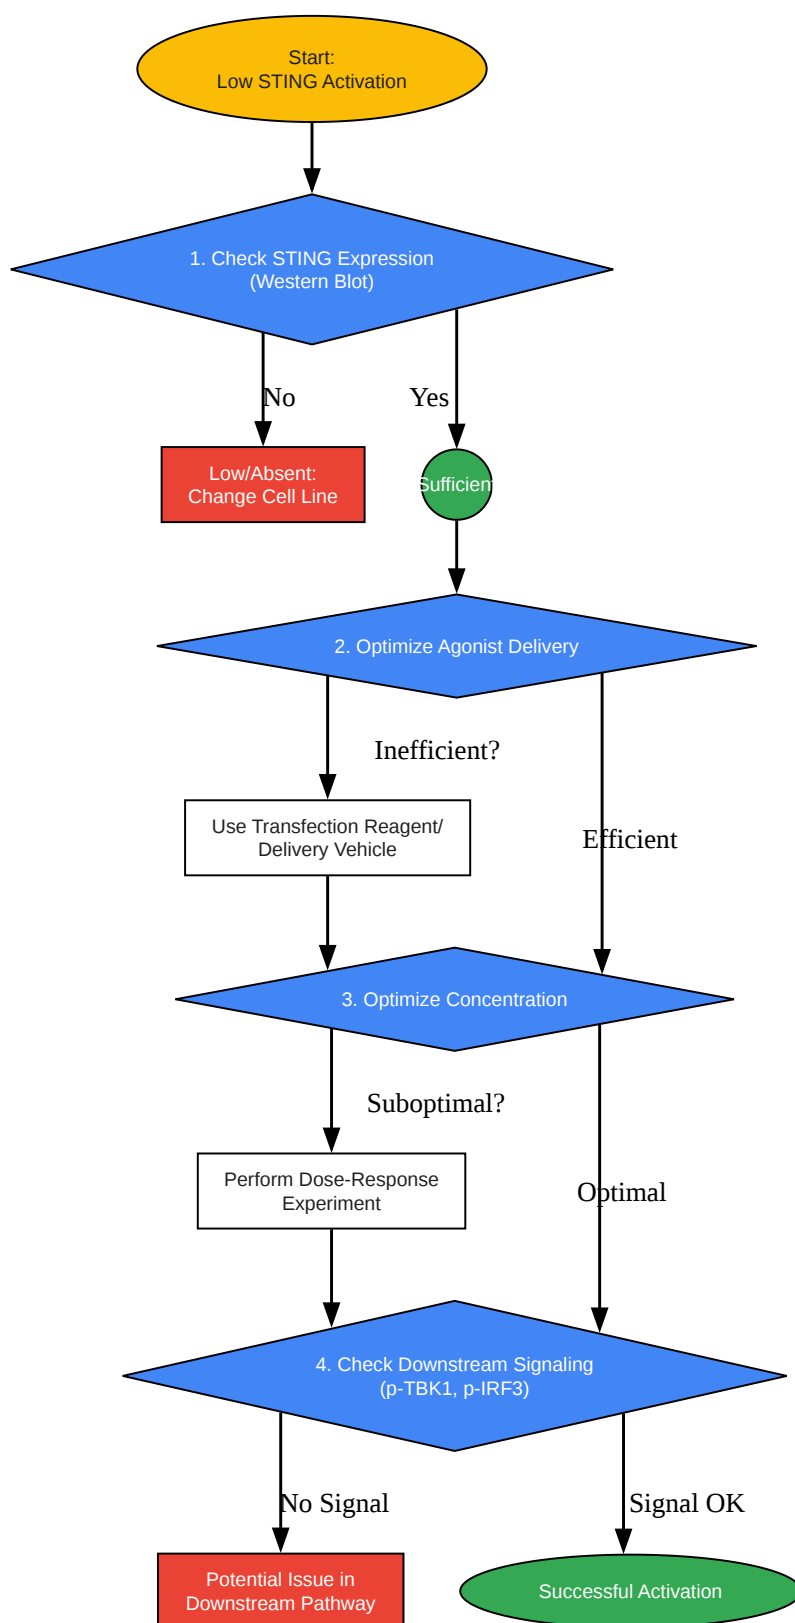 Start:
Low STING Activation
1. Check STING Expression
(Western Blot)
No
Yes
Low/Absent:
Change Cell Line
Sufficient
2. Optimize Agonist Delivery
Inefficient?
Use Transfection Reagent/
Delivery Vehicle
Efficient
3. Optimize Concentration
Suboptimal?
Perform Dose-Response
Experiment
Optimal
4. Check Downstream Signaling
(p-TBK1, p-IRF3)
No Signal
Signal OK
Potential Issue in
Downstream Pathway
Successful Activation